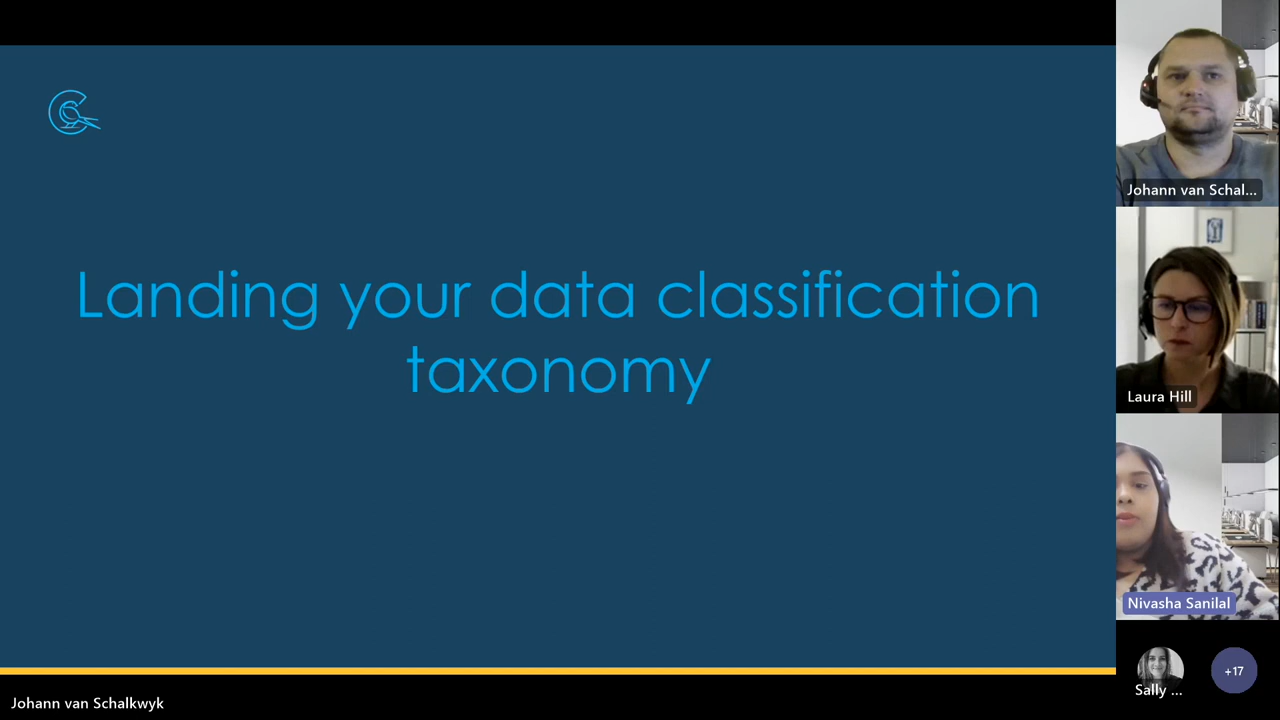 Landing your data classification
taxonomy
Johann van Schal...
Laura Hill
Nivasha Sanilal
Sally ...
+17
Johann van Schalkwyk